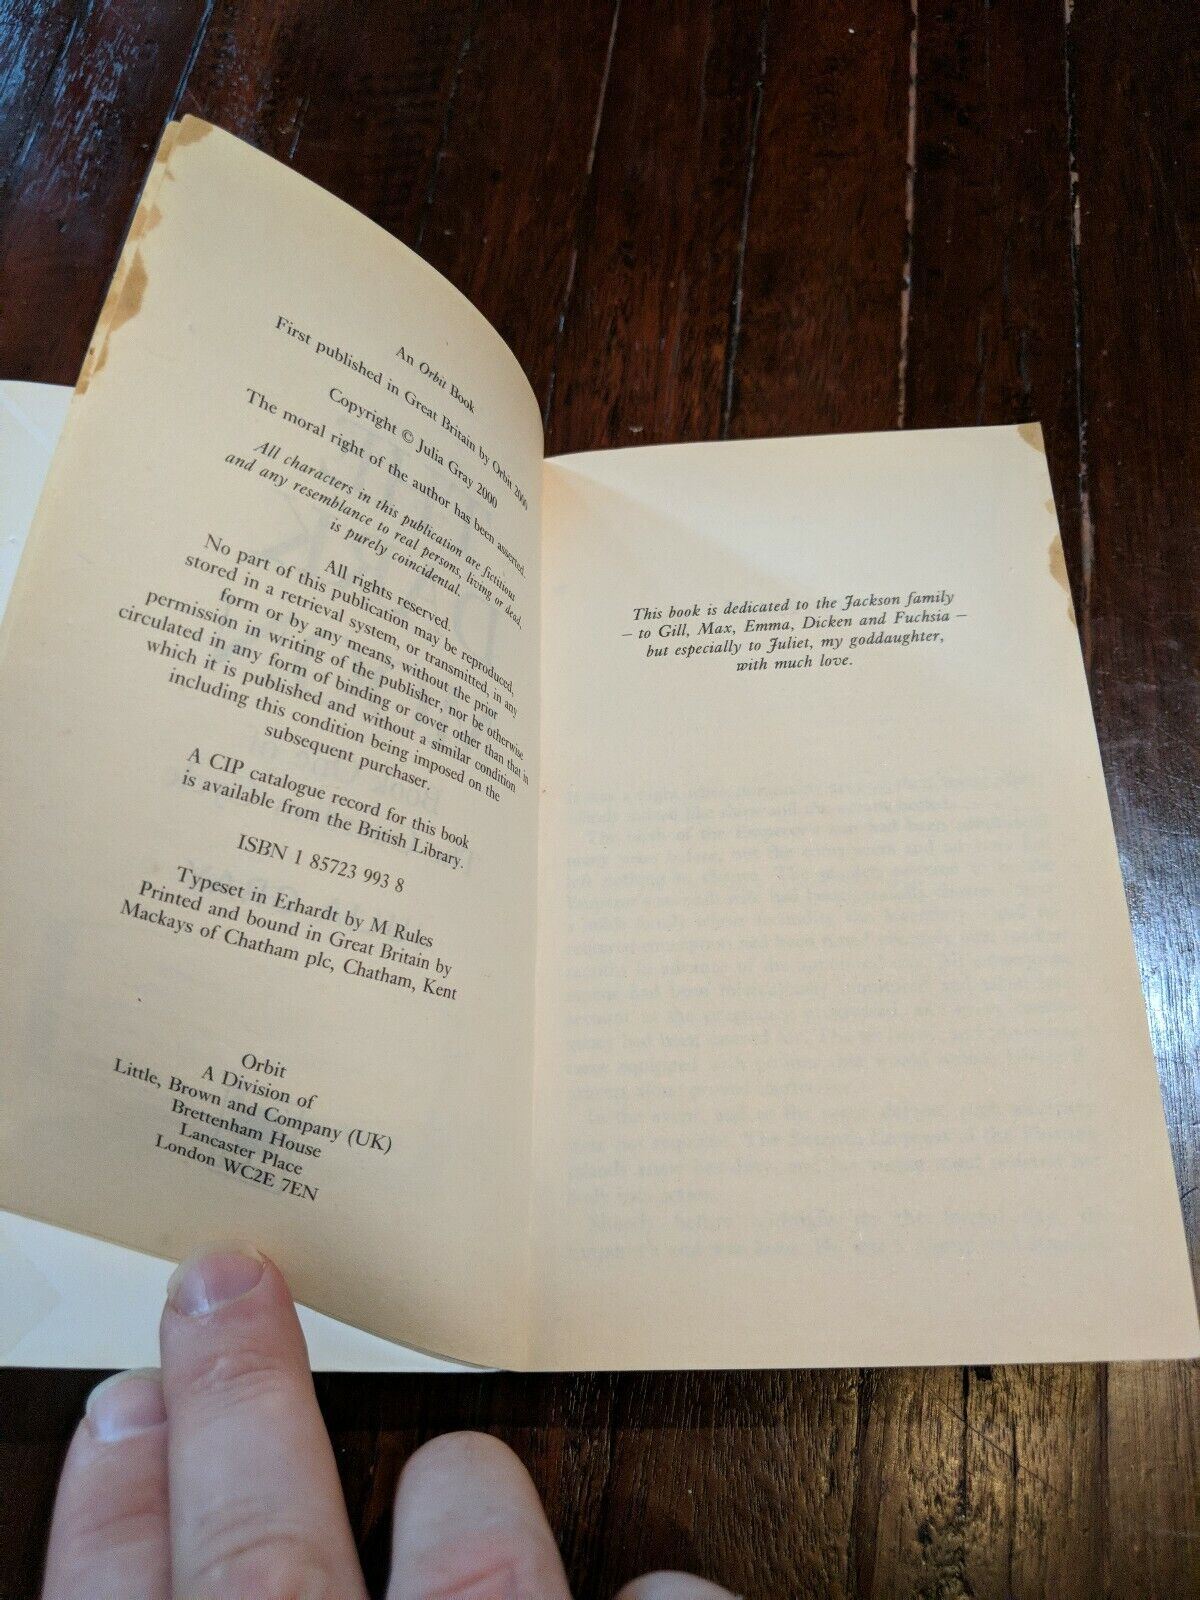 An Orbit Book
First published in Great Britain by Orbit 2000
Copyright © Julia Gray 2000
The moral right of the author has been asserted.
All characters in this publication are fictitious
and any resemblance to real persons, living or dead,
is purely coincidental.
All rights reserved.
No part of this publication may be reproduced,
stored in a retrieval system, or transmitted, in any
form or by any means, without the prior
permission in writing of the publisher, nor be otherwise
circulated in any form of binding or cover other than that in
which it is published and without a similar condition
including this condition being imposed on the
subsequent purchaser.
A CIP catalogue record for this book
is available from the British Library.
ISBN 1 85723 993 8
Typeset in Erhardt by M Rules
Printed and bound in Great Britain by
Mackays of Chatham plc, Chatham, Kent
Orbit
A Division of
Little, Brown and Company (UK)
Brettenham House
Lancaster Place
London WC2E 7EN
This book is dedicated to the Jackson family
– to Gill, Max, Emma, Dicken and Fuchsia –
but especially to Juliet, my goddaughter,
with much love.